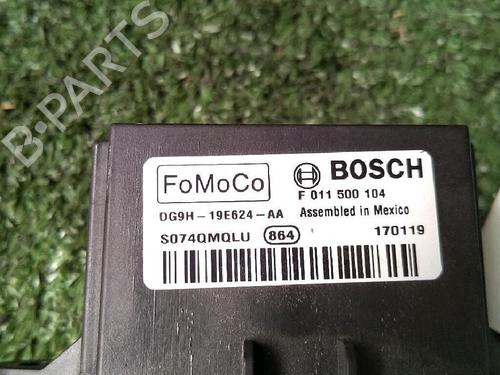 B-PARTS
FoMoCo
BOSCH
F 011 500 104
DG9H-19E624-AA
Assembled in Mexico
S074QMQLU 864
170119